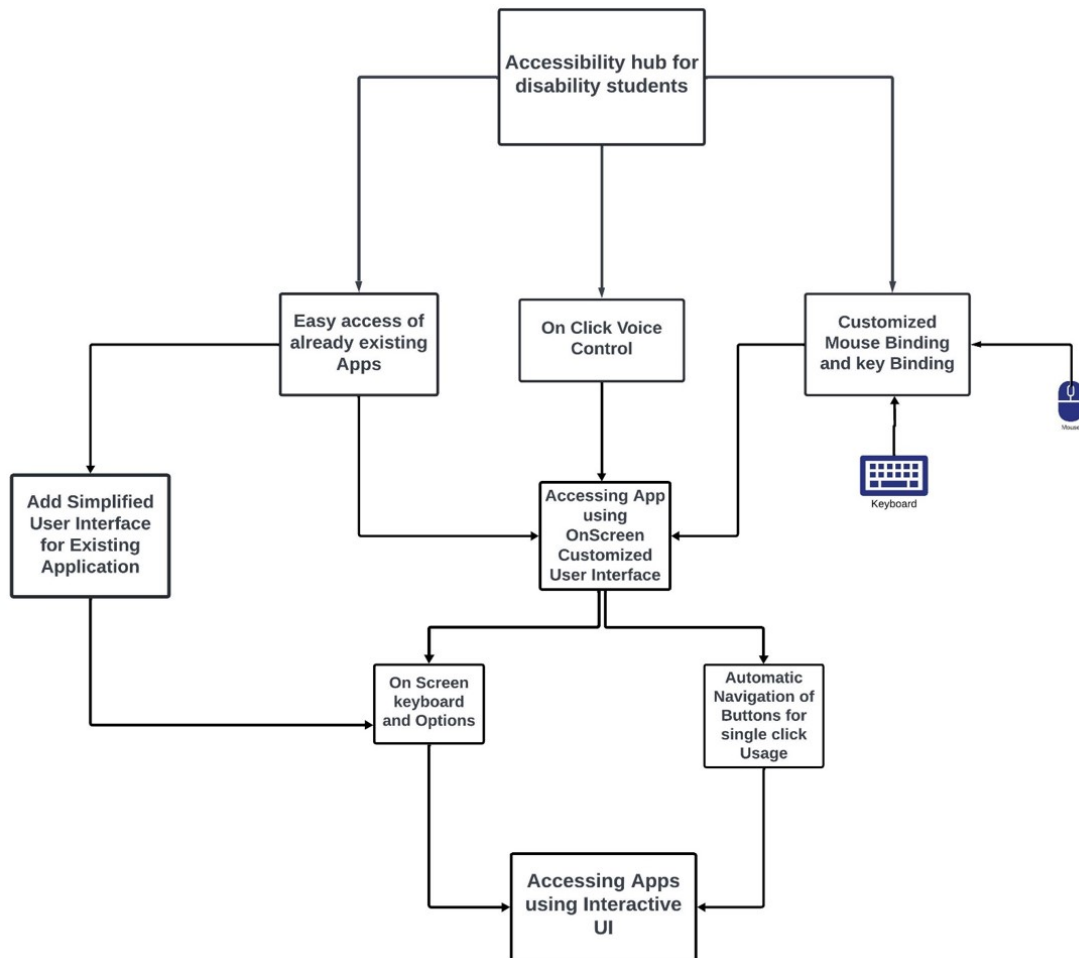 Accessibility hub for
disability students
Easy access of
already existing
Apps
On Click Voice
Control
Customized
Mouse Binding
and key Binding
Mouse
Keyboard
Add Simplified
User Interface
for Existing
Application
Accessing App
using
OnScreen
Customized
User Interface
On Screen
keyboard
and Options
Automatic
Navigation of
Buttons for
single click
Usage
Accessing Apps
using Interactive
UI